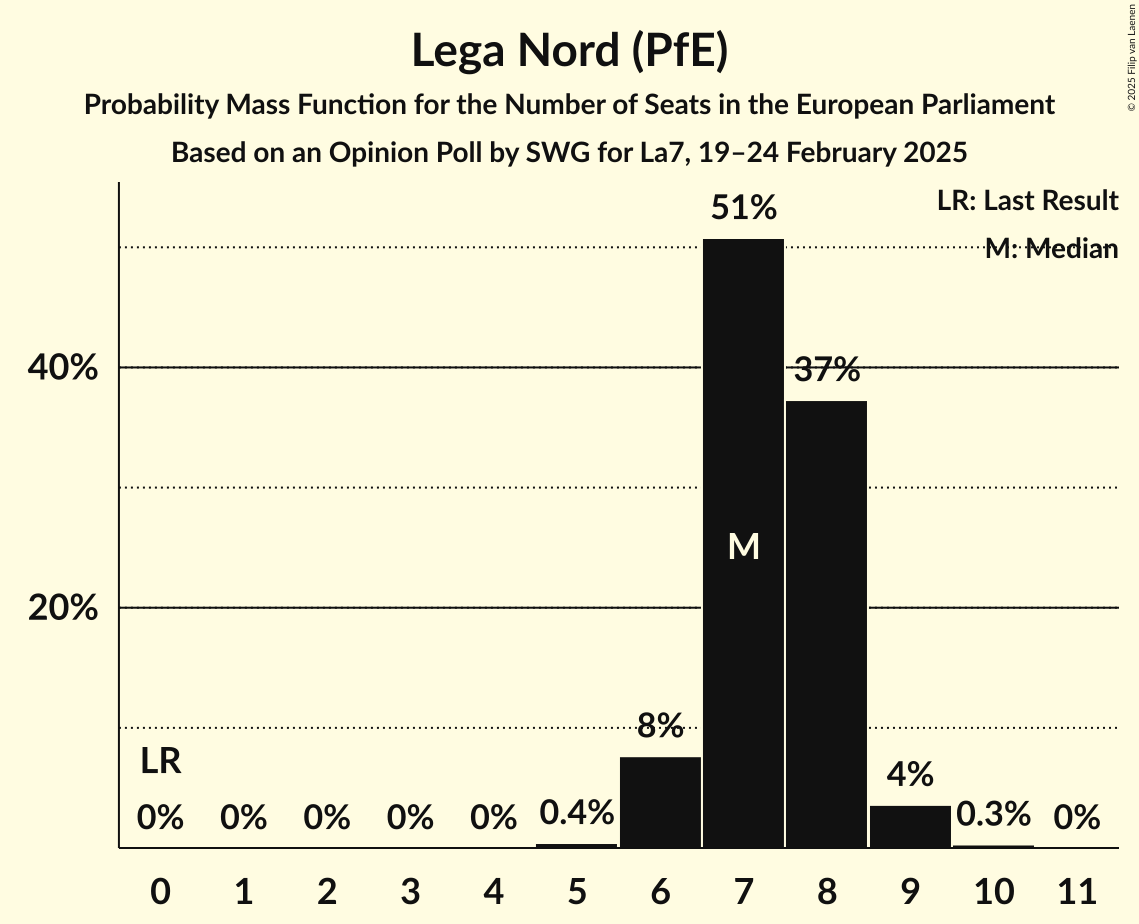 Lega Nord (PfE)
Probability Mass Function for the Number of Seats in the European Parliament
Based on an Opinion Poll by SWG for La7, 19–24 February 2025
© 2025 Filip van Laenen
LR: Last Result
M: Median
51%
40%
37%
M
20%
8%
LR
4%
0% 0% 0% 0% 0% 0.4% 0.3% 0%
0 1 2 3 4 5 6 7 8 9 10 11